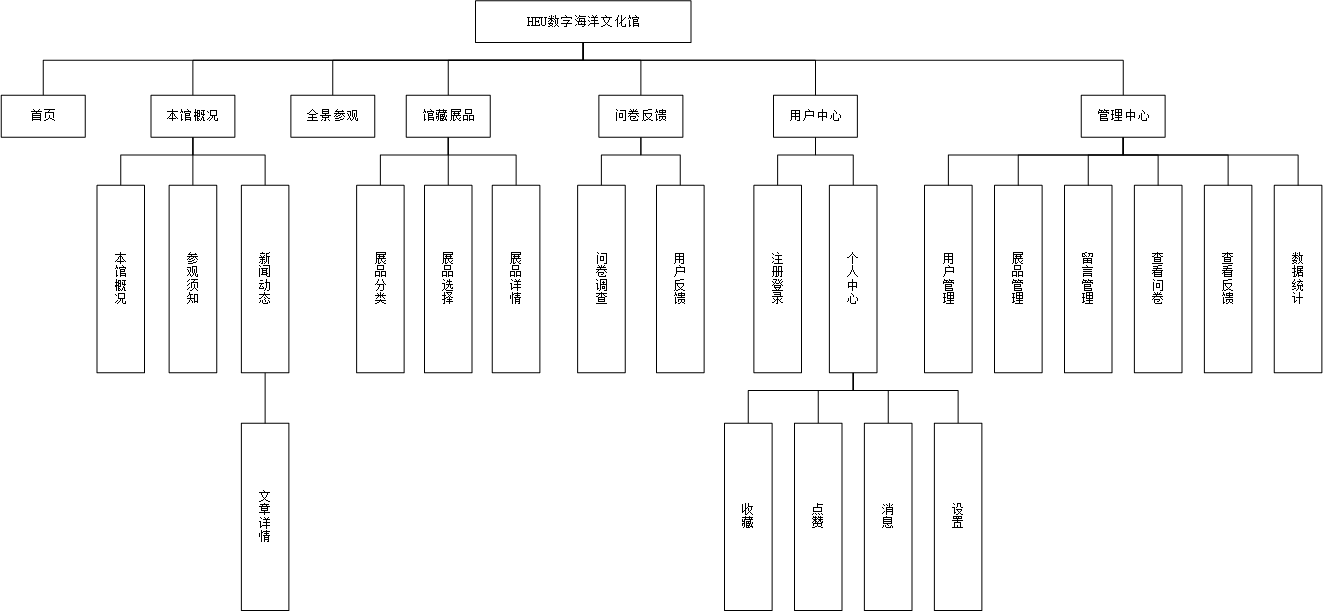 HEU数字海洋文化馆
首页
本馆概况
全景参观
馆藏展品
问卷反馈
用户中心
管理中心
本馆概况
参观须知
新闻动态
展品分类
展品选择
展品详情
问卷调查
用户反馈
注册登录
个人中心
用户管理
展品管理
留言管理
查看问卷
查看反馈
数据统计
文章详情
收藏
点赞
消息
设置